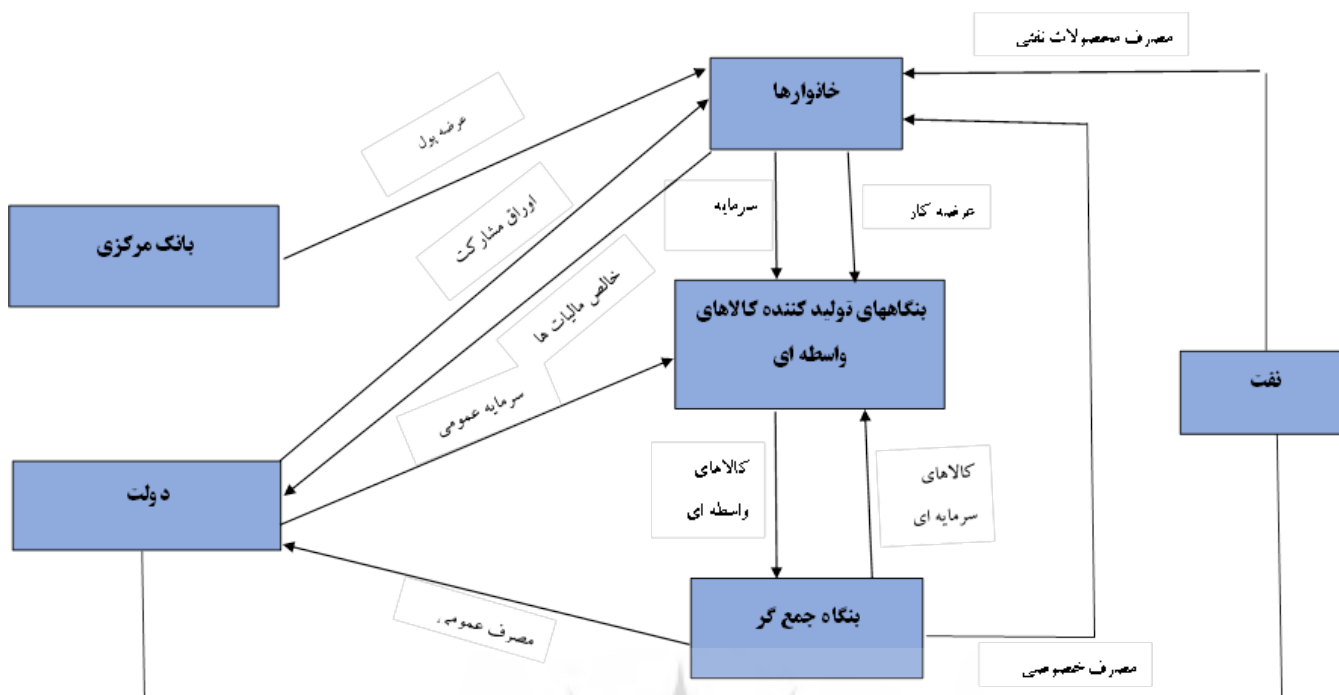 مصرف محصولات نفتی
خانوارها
عرضه پول
اوراق مشارکت
سرمایه
عرضه کار
بانک مرکزی
خالص مالیات ها
بنگاههای تولید کننده کالاهای
واسطه ای
نفت
سرمایه عمومی
دولت
کالاهای
واسطه ای
کالاهای
سرمایه ای
بنگاه جمع گر
مصرف عمومی
مصرف خصوصی